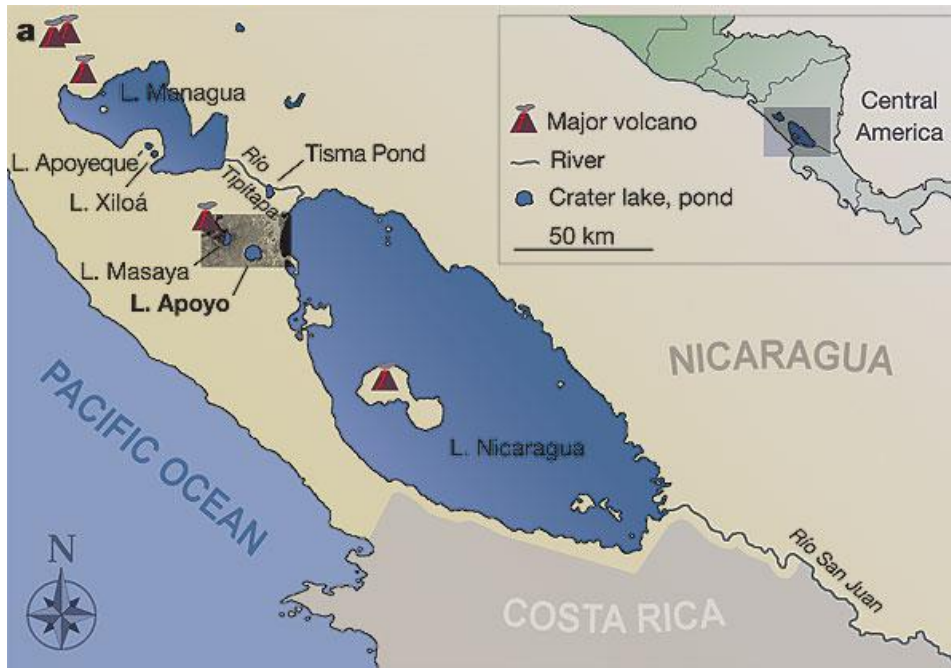 a
L. Managua
L. Apoyeque
L. Xiloá
Río
Tipitapa
Tisma Pond
L. Masaya
L. Apoyo
L. Nicaragua
PACIFIC OCEAN
NICARAGUA
COSTA RICA
Río San Juan
N
Major volcano
River
Crater lake, pond
50 km
Central
America